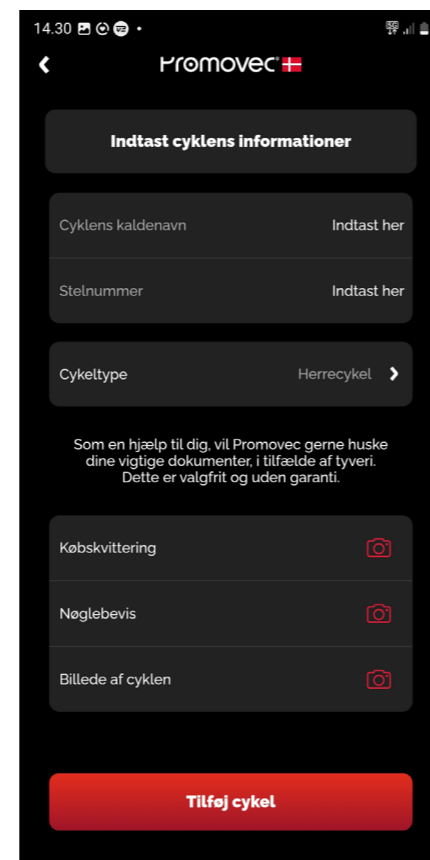 14.30
Promovec
Indtast cyklens informationer
Cyklens kaldenavn Indtast her
Stelnummer Indtast her
Cykeltype Herrecykel
Som en hjælp til dig, vil Promovec gerne huske
dine vigtige dokumenter, i tilfælde af tyveri.
Dette er valgfrit og uden garanti.
Købskvittering
Nøglebevis
Billede af cyklen
Tilføj cykel